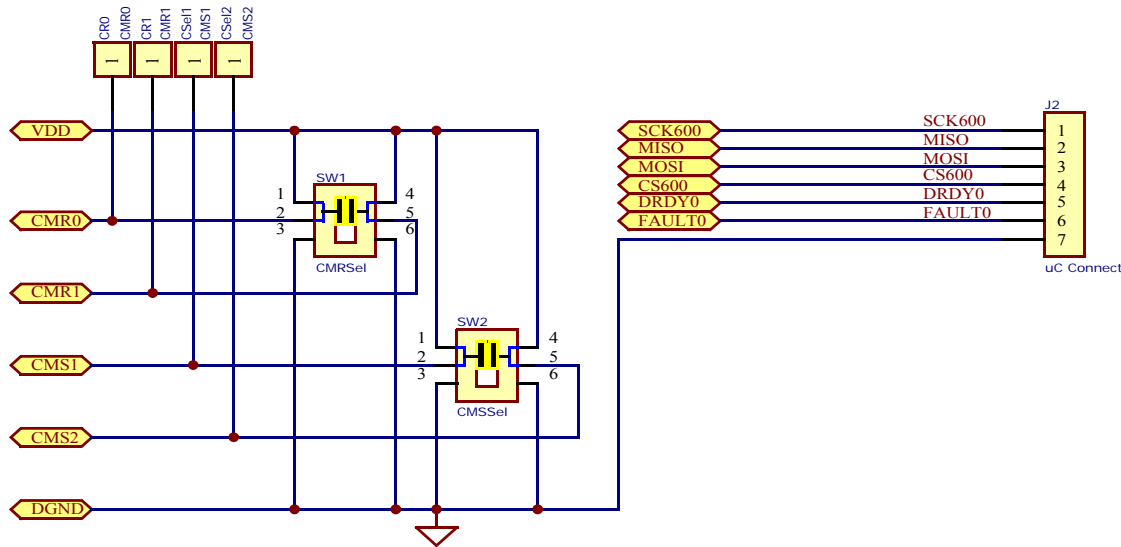 CR0
CMR0
CR1
CMR1
CSel1
CMS1
CSel2
CMS2
1
1
1
1
VDD
CMR0
CMR1
CMS1
CMS2
DGND
SW1
1
2
3
4
5
6
CMRSel
SW2
1
2
3
4
5
6
CMSSel
SCK600
MISO
MOSI
CS600
DRDY0
FAULT0
SCK600
MISO
MOSI
CS600
DRDY0
FAULT0
J2
1
2
3
4
5
6
7
uC Connect